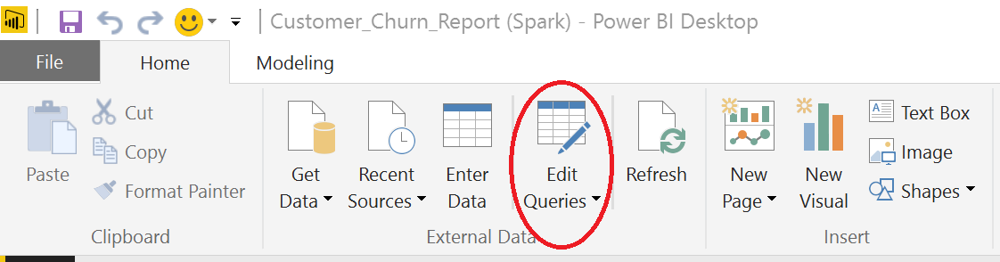 Customer_Churn_Report (Spark) - Power BI Desktop
File
Home
Modeling
Paste
Cut
Copy
Format Painter
Clipboard
Get
Data
Recent
Sources
Enter
Data
Edit
Queries
Refresh
External Data
New
Page
New
Visual
Text Box
Image
Shapes
Insert